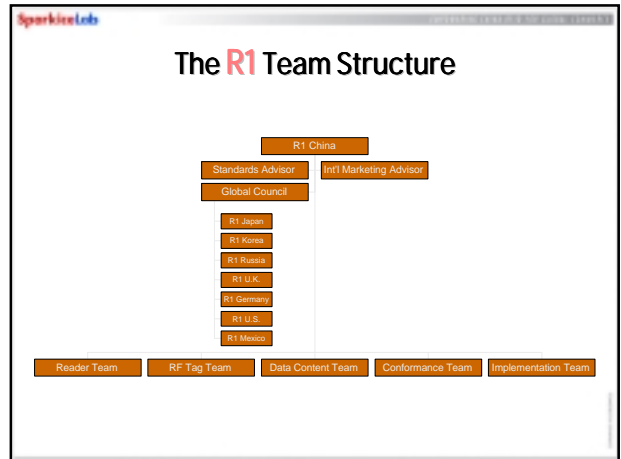 SparkiceLab
The R1 Team Structure
R1 China
Standards Advisor
Int'l Marketing Advisor
Global Council
R1 Japan
R1 Korea
R1 Russia
R1 U.K.
R1 Germany
R1 U.S.
R1 Mexico
Reader Team
RF Tag Team
Data Content Team
Conformance Team
Implementation Team